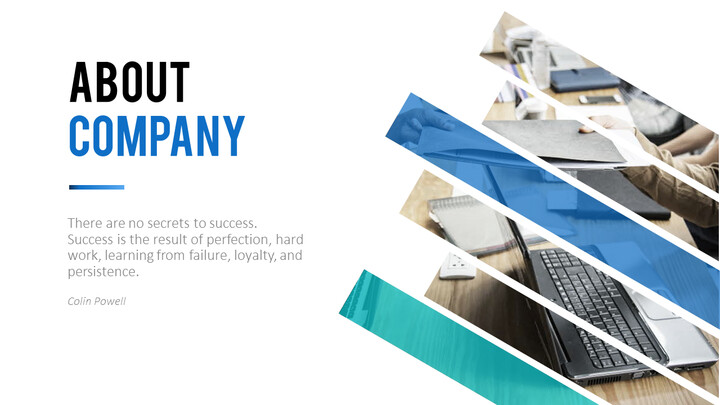 ABOUT
COMPANY
There are no secrets to success.
Success is the result of perfection, hard
work, learning from failure, loyalty, and
persistence.
Colin Powell